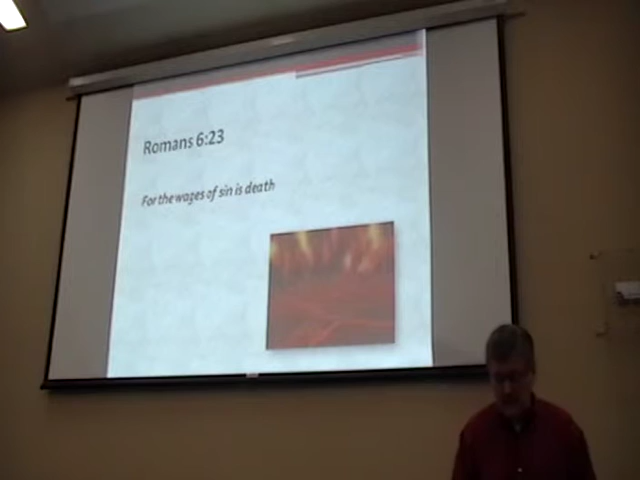 Romans 6:23
For the wages of sin is death